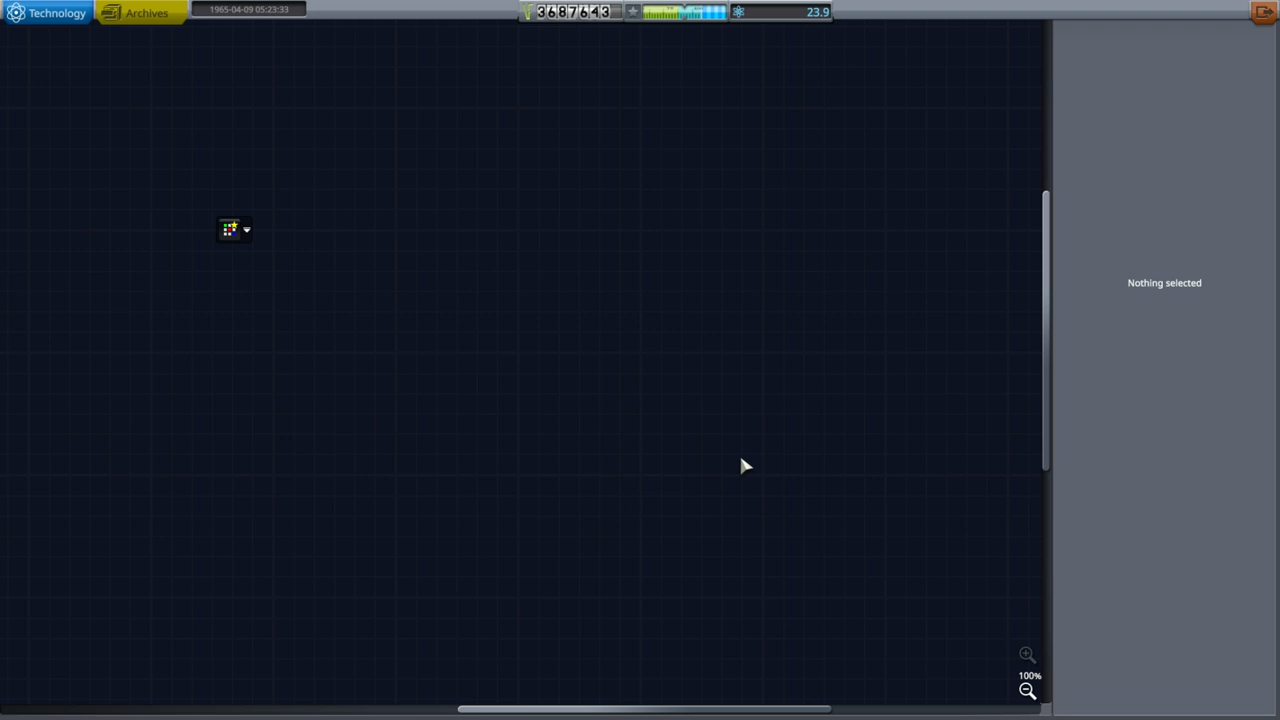 Technology
Archives
1965-04-09 05:23:33
3687643
23.9
Nothing selected
100%